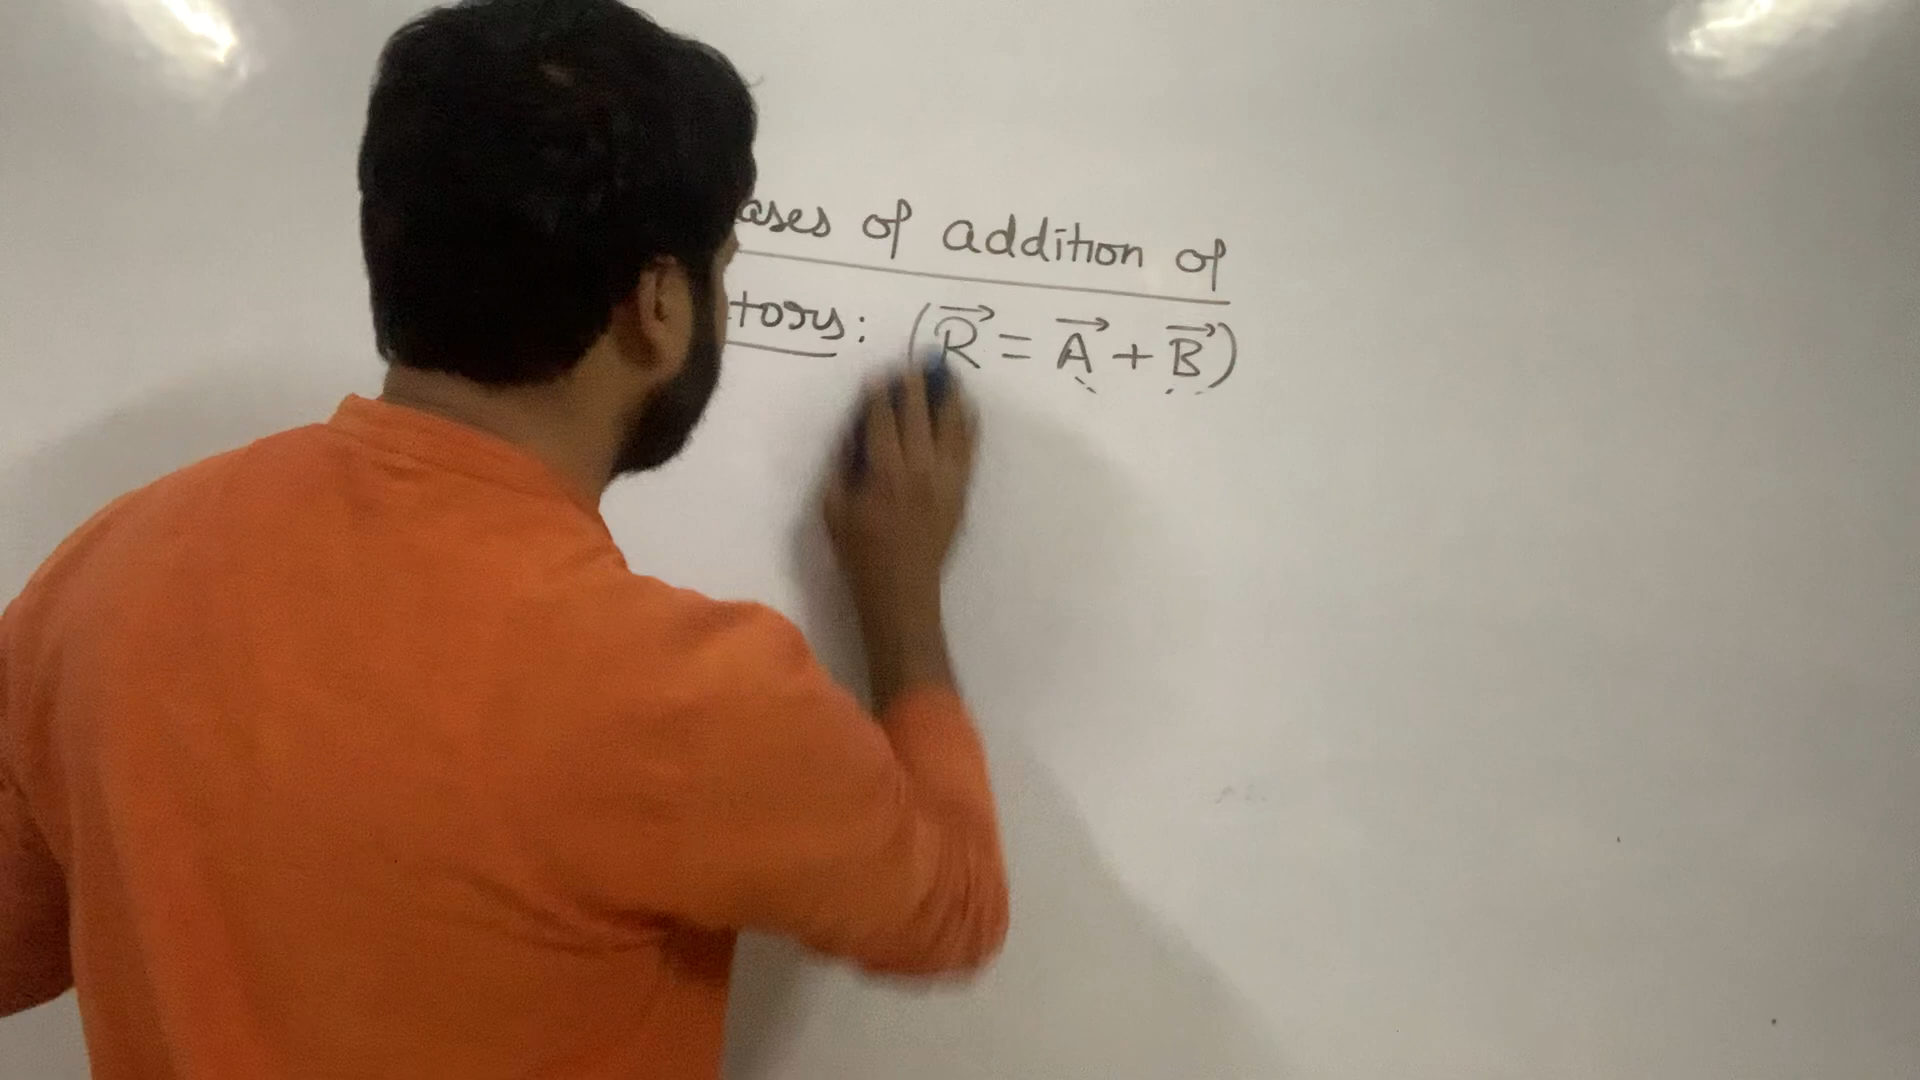 ases of addition of
tors: (R⃗ = A⃗ + B⃗)